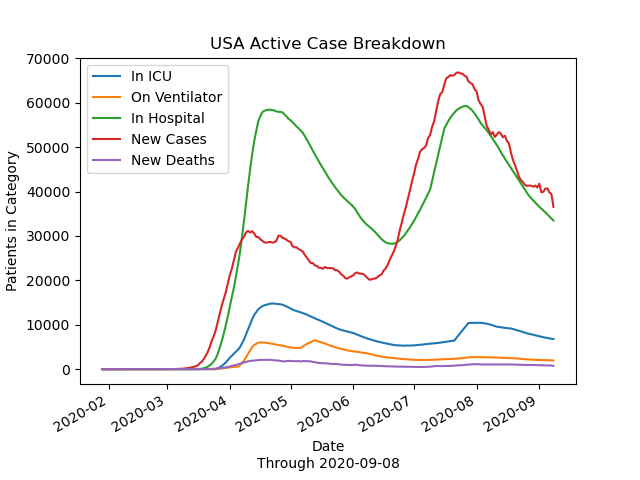 USA Active Case Breakdown
In ICU
On Ventilator
In Hospital
New Cases
New Deaths
70000
60000
50000
40000
30000
20000
10000
0
Patients in Category
2020-02
2020-03
2020-04
2020-05
2020-06
2020-07
2020-08
2020-09
Date
Through 2020-09-08